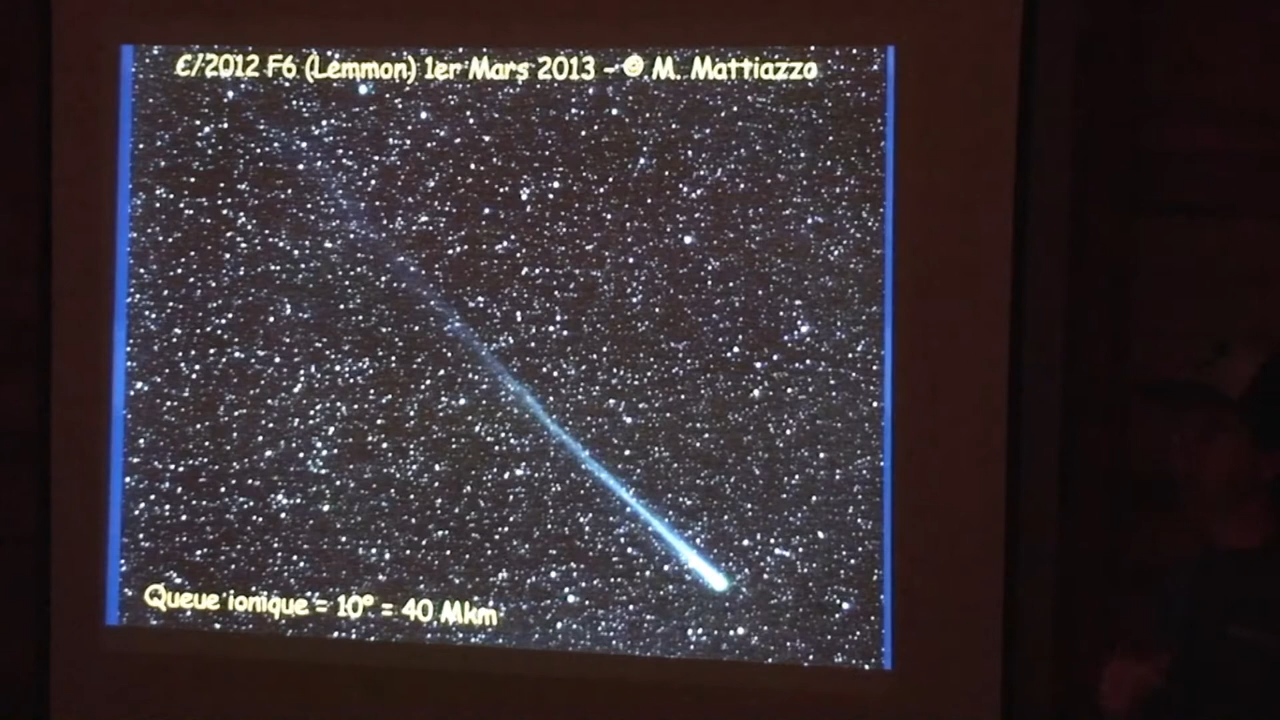 C/2012 F6 (Lemmon) 1er Mars 2013 - © M. Mattiazzo
Queue ionique = 10° = 40 Mkm